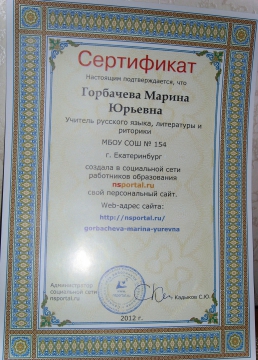 Сертификат
Настоящим подтверждается, что
Горбачева Марина
Юрьевна
Учитель русского языка, литературы и
риторики
МБОУ СОШ № 154
г. Екатеринбург
создала в социальной сети
работников образования
nsportal.ru
свой персональный сайт.
Web-адрес сайта:
http://nsportal.ru/
gorbacheva-marina-yurevna
Администратор
социальной сети
nsportal.ru
Кадыков С.Ю.
2012 г.